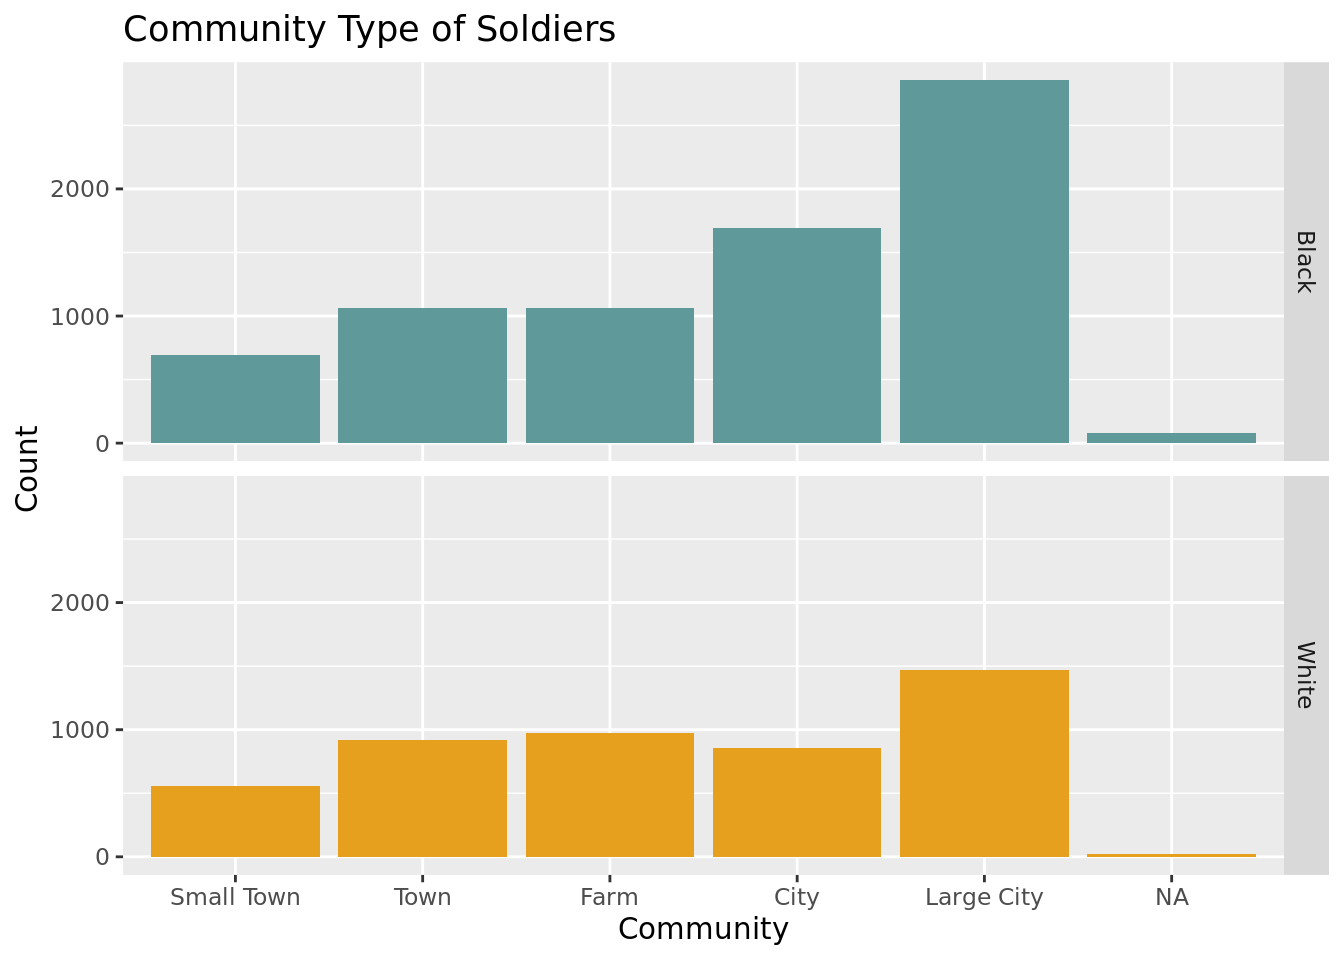 Community Type of Soldiers
2000
1000
0
Black
Count
2000
1000
0
White
Small Town Town Farm City Large City NA
Community